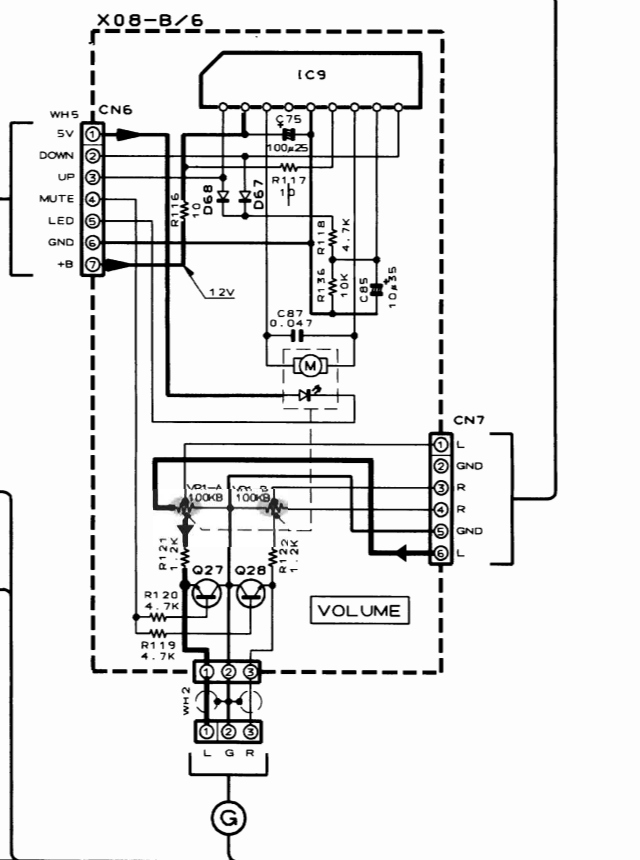 X08-B/6
IC9
WH5
CN6
C75
100μ25
1 5V
2 DOWN
3 UP
4 MUTE
5 LED
6 GND
7 +B
R116
10
D68
D67
R117
R118
4.7K
R136
10K
C85
10μ35
12V
C87
0.047
M
CN7
1 L
2 GND
3 R
4 R
5 GND
6 L
100KB
100KB
R121
1.2K
R122
1.2K
Q27
Q28
R120
4.7K
R119
4.7K
VOLUME
1 2 3
WH2
1 2 3
L G R
G